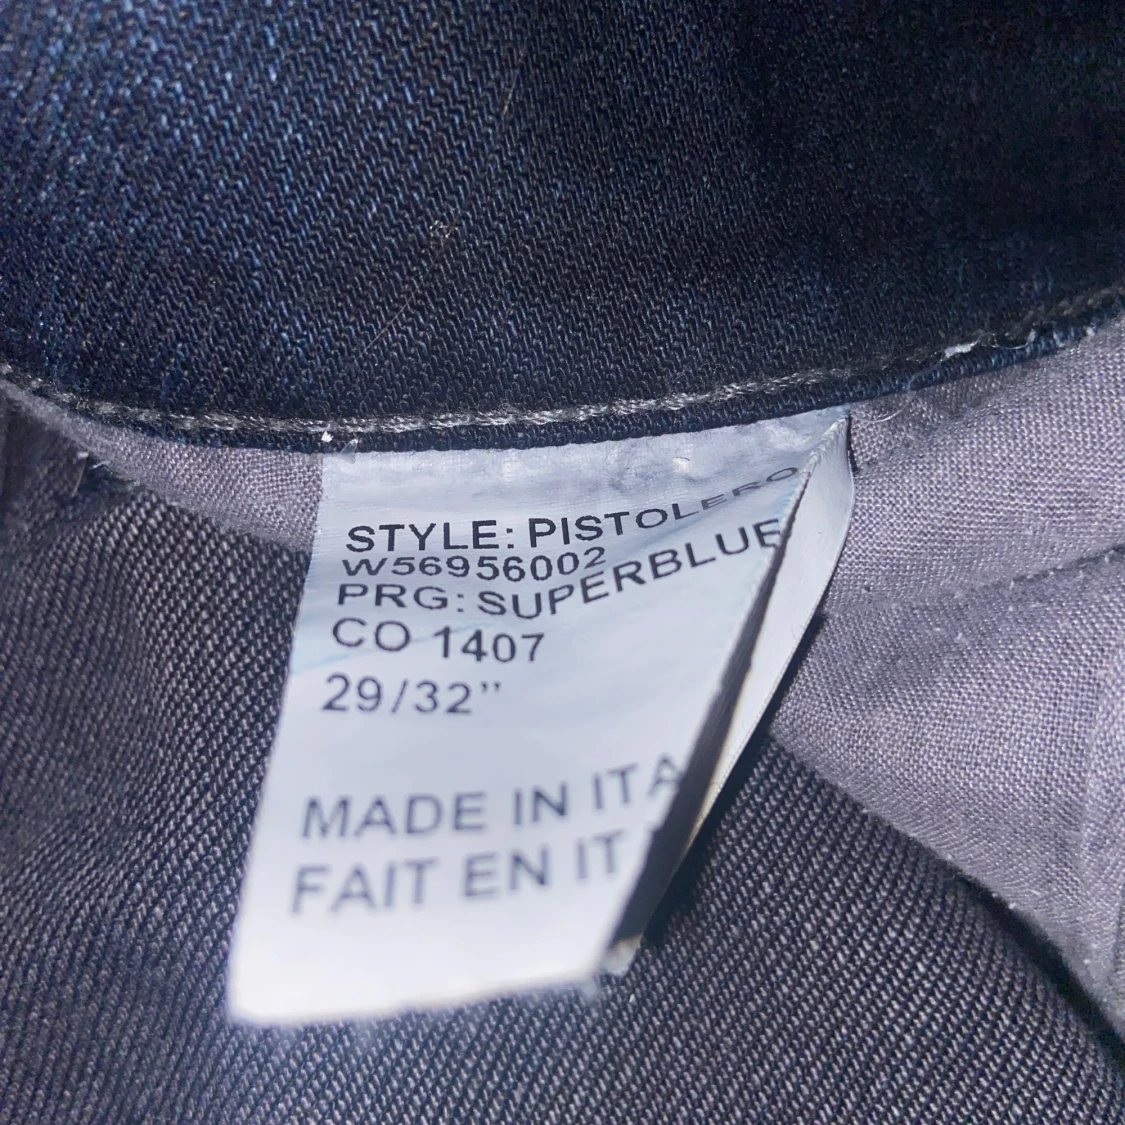 STYLE: PISTOLERO
W56956002
PRG: SUPERBLUE
CO 1407
29/32”
MADE IN ITA
FAIT EN IT